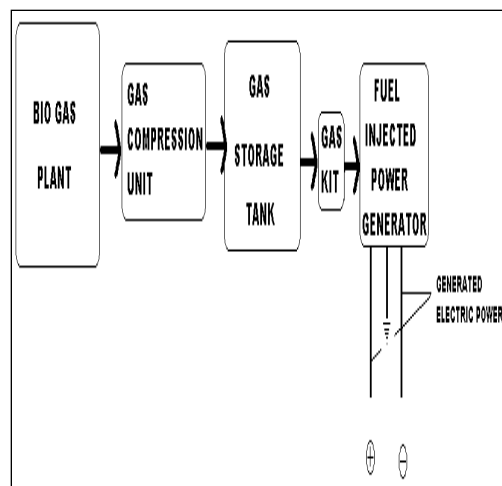 BIO GAS
PLANT
GAS
COMPRESSION
UNIT
GAS
STORAGE
TANK
GAS
KIT
FUEL
INJECTED
POWER
GENERATOR
GENERATED
ELECTRIC POWER
+ −